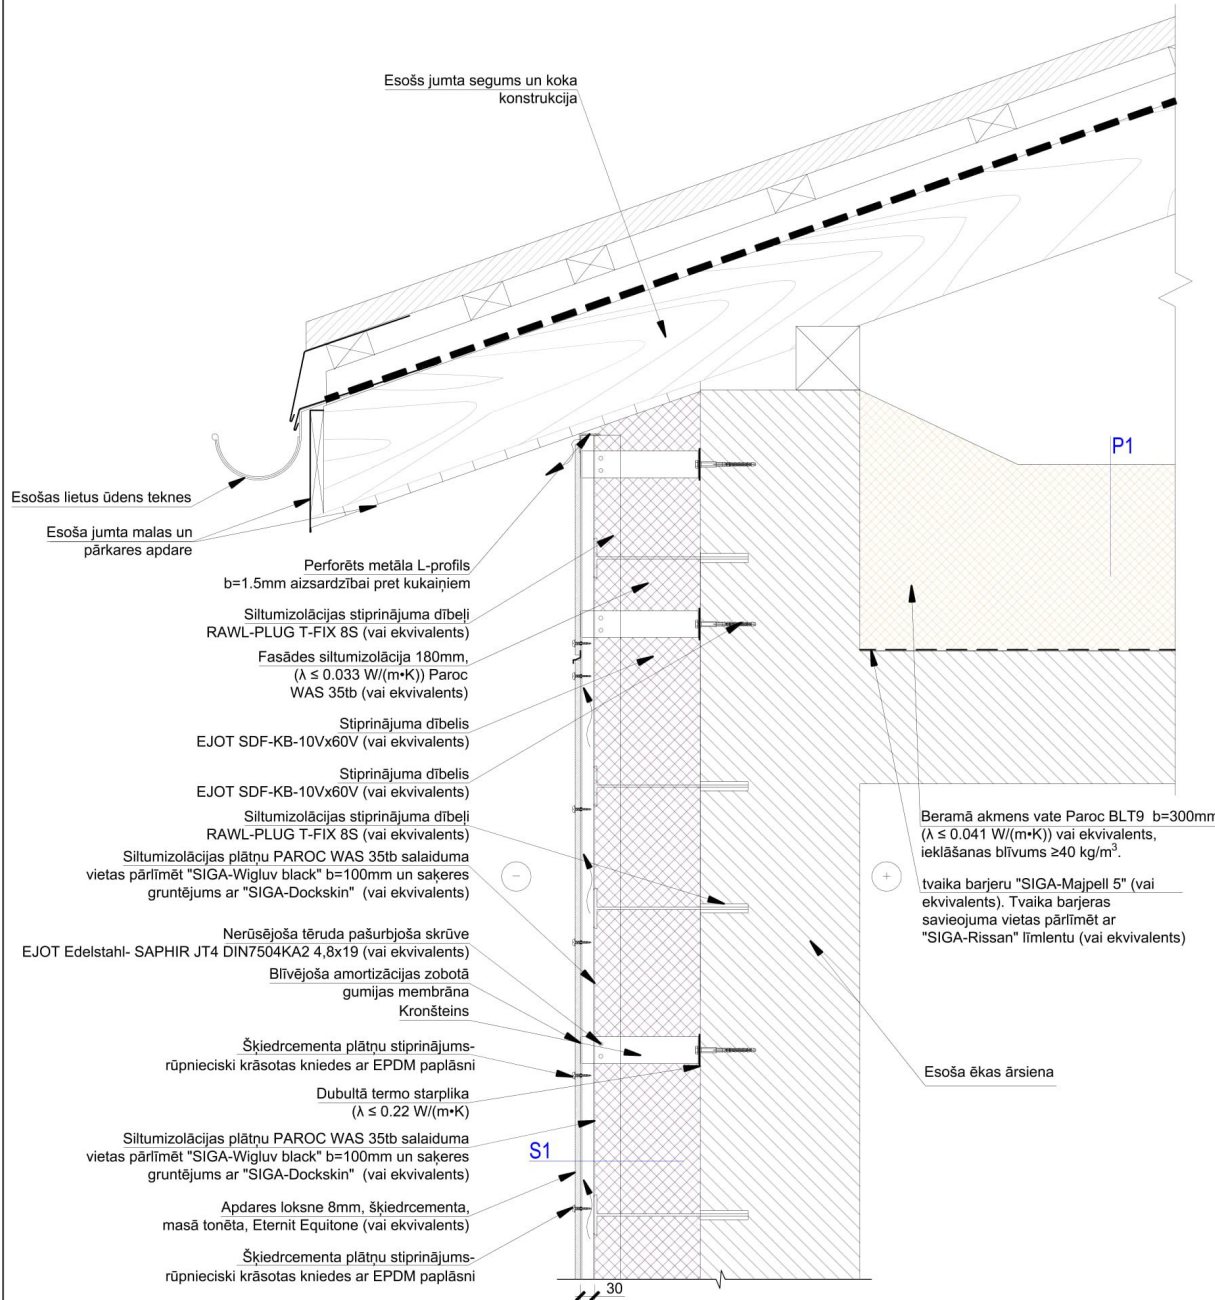 Esošs jumta segums un koka
konstrukcija
P1
Esošas lietus ūdens teknes
Esoša jumta malas un
pārkares apdare
Perforēts metāla L-profils
b=1.5mm aizsardzībai pret kukaiņiem
Siltumizolācijas stiprinājuma dībeļi
RAWL-PLUG T-FIX 8S (vai ekvivalents)
Fasādes siltumizolācija 180mm,
(λ ≤ 0.033 W/(m•K)) Paroc
WAS 35tb (vai ekvivalents)
Stiprinājuma dībelis
EJOT SDF-KB-10Vx60V (vai ekvivalents)
Stiprinājuma dībelis
EJOT SDF-KB-10Vx60V (vai ekvivalents)
Siltumizolācijas stiprinājuma dībeļi
RAWL-PLUG T-FIX 8S (vai ekvivalents)
Siltumizolācijas plātņu PAROC WAS 35tb salaiduma
vietas pārlīmēt "SIGA-Wigluv black" b=100mm un saķeres
gruntējums ar "SIGA-Dockskin" (vai ekvivalents)
Nerūsējoša tēruda pašurbjoša skrūve
EJOT Edelstahl- SAPHIR JT4 DIN7504KA2 4,8x19 (vai ekvivalents)
Blīvējoša amortizācijas zobotā
gumijas membrāna
Kronšteins
Šķiedrcementa plātņu stiprinājums-
rūpnieciski krāsotas kniedes ar EPDM paplāsni
Dubultā termo starplika
(λ ≤ 0.22 W/(m•K)
Siltumizolācijas plātņu PAROC WAS 35tb salaiduma
vietas pārlīmēt "SIGA-Wigluv black" b=100mm un saķeres
gruntējums ar "SIGA-Dockskin" (vai ekvivalents)
S1
Apdares loksne 8mm, šķiedrcementa,
masā tonēta, Eternit Equitone (vai ekvivalents)
Šķiedrcementa plātņu stiprinājums-
rūpnieciski krāsotas kniedes ar EPDM paplāsni
30
Beramā akmens vate Paroc BLT9 b=300mm
(λ ≤ 0.041 W/(m•K)) vai ekvivalents,
ieklāšanas blīvums ≥40 kg/m³.
tvaika barjeru "SIGA-Majpell 5" (vai
ekvivalents). Tvaika barjeras
savieojuma vietas pārlīmēt ar
"SIGA-Rissan" līmlentu (vai ekvivalents)
Esoša ēkas ārsiena